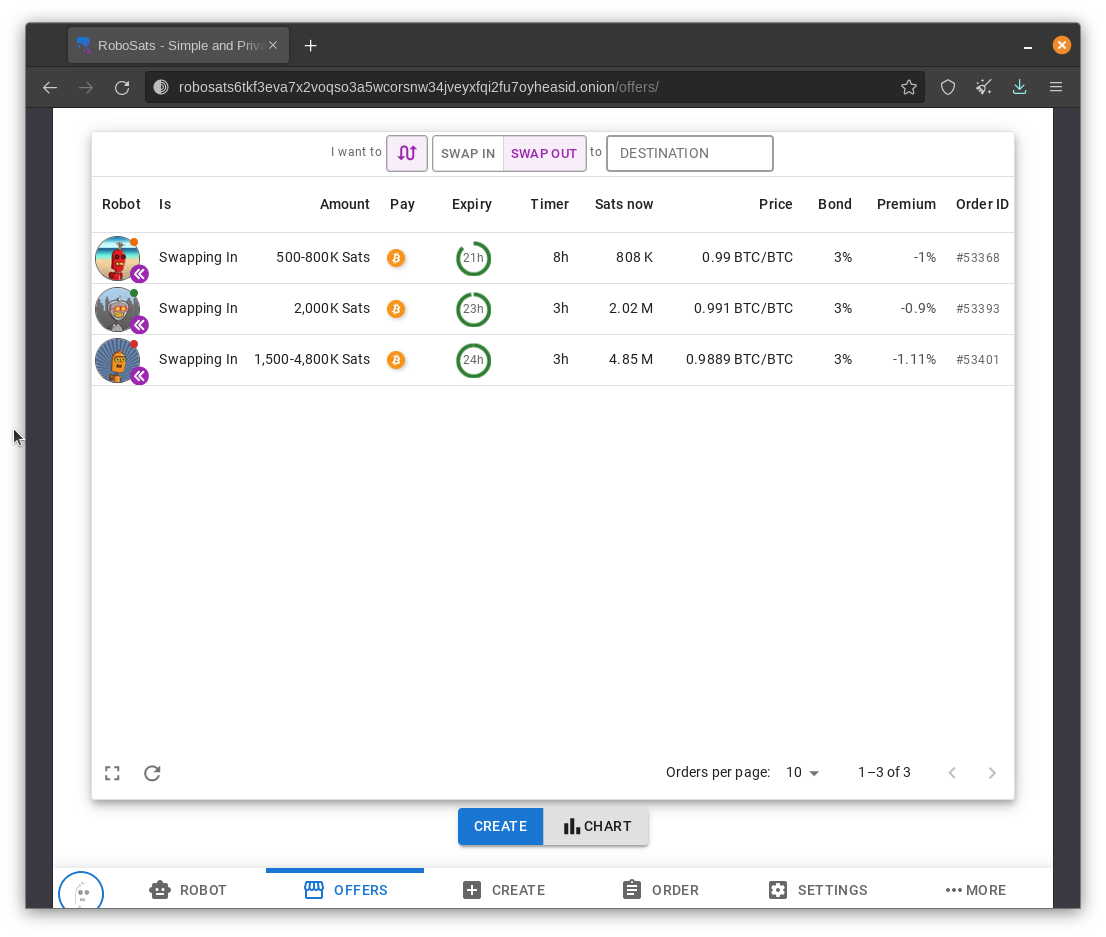 RoboSats - Simple and Priva
robosats6tkf3eva7x2voqso3a5wcorsnw34jveyxfqi2fu7oyheasid.onion/offers/
I want to SWAP IN SWAP OUT to DESTINATION
Robot Is Amount Pay Expiry Timer Sats now Price Bond Premium Order ID
Swapping In 500-800K Sats 21h 8h 808 K 0.99 BTC/BTC 3% -1% #53368
Swapping In 2,000K Sats 23h 3h 2.02 M 0.991 BTC/BTC 3% -0.9% #53393
Swapping In 1,500-4,800K Sats 24h 3h 4.85 M 0.9889 BTC/BTC 3% -1.11% #53401
Orders per page: 10 1–3 of 3
CREATE CHART
ROBOT OFFERS CREATE ORDER SETTINGS MORE